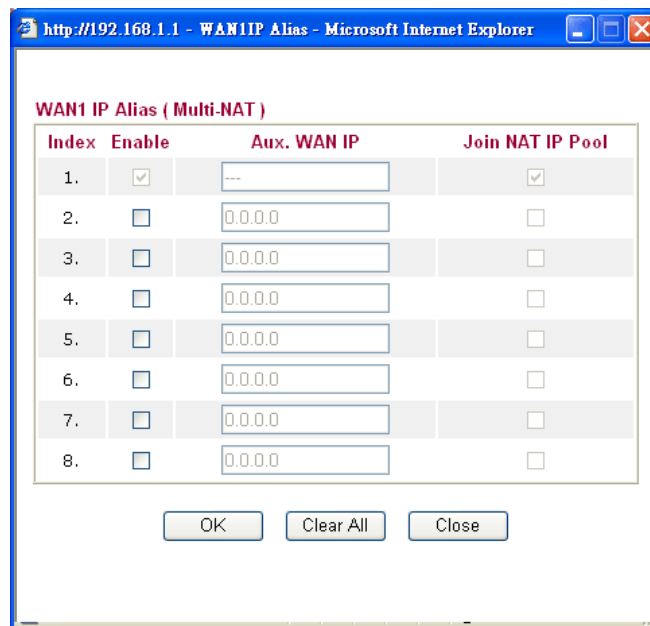 http://192.168.1.1 - WAN1IP Alias - Microsoft Internet Explorer
WAN1 IP Alias ( Multi-NAT )
Index Enable Aux. WAN IP Join NAT IP Pool
1. ---
2. 0.0.0.0
3. 0.0.0.0
4. 0.0.0.0
5. 0.0.0.0
6. 0.0.0.0
7. 0.0.0.0
8. 0.0.0.0
OK Clear All Close